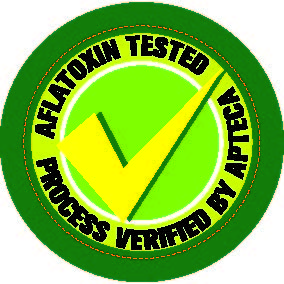 AFLATOXIN TESTED
PROCESS VERIFIED BY APTECA